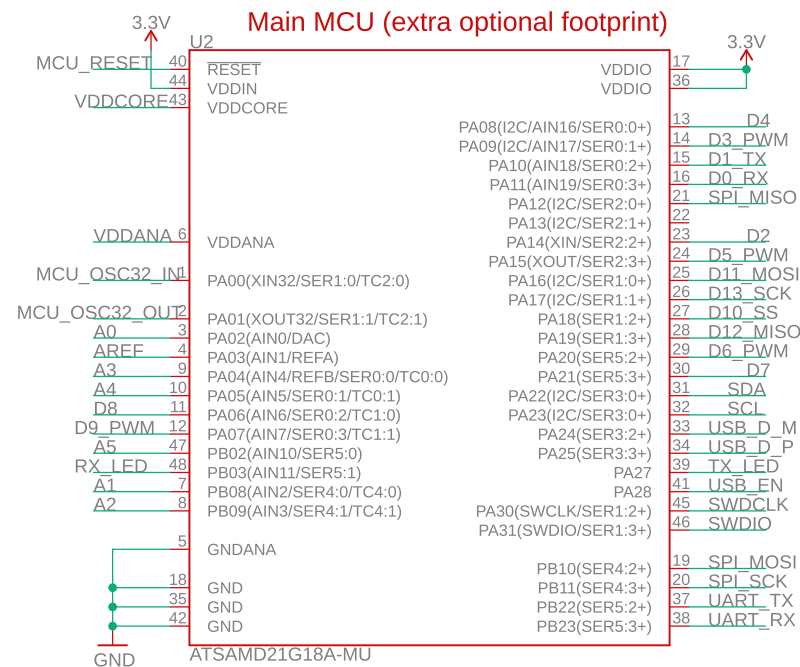 Main MCU (extra optional footprint)
3.3V
U2
3.3V
MCU_RESET 40 RESET VDDIO 17
44 VDDIN VDDIO 36
VDDCORE 43 VDDCORE
PA08(I2C/AIN16/SER0:0+) 13 D4
PA09(I2C/AIN17/SER0:1+) 14 D3_PWM
PA10(AIN18/SER0:2+) 15 D1_TX
PA11(AIN19/SER0:3+) 16 D0_RX
PA12(I2C/SER2:0+) 21 SPI_MISO
PA13(I2C/SER2:1+) 22
VDDANA 6 VDDANA PA14(XIN/SER2:2+) 23 D2
PA15(XOUT/SER2:3+) 24 D5_PWM
MCU_OSC32_IN 1 PA00(XIN32/SER1:0/TC2:0) PA16(I2C/SER1:0+) 25 D11_MOSI
PA17(I2C/SER1:1+) 26 D13_SCK
MCU_OSC32_OUT 2 PA01(XOUT32/SER1:1/TC2:1) PA18(SER1:2+) 27 D10_SS
A0 3 PA02(AIN0/DAC) PA19(SER1:3+) 28 D12_MISO
AREF 4 PA03(AIN1/REFA) PA20(SER5:2+) 29 D6_PWM
A3 9 PA04(AIN4/REFB/SER0:0/TC0:0) PA21(SER5:3+) 30 D7
A4 10 PA05(AIN5/SER0:1/TC0:1) PA22(I2C/SER3:0+) 31 SDA
D8 11 PA06(AIN6/SER0:2/TC1:0) PA23(I2C/SER3:0+) 32 SCL
D9_PWM 12 PA07(AIN7/SER0:3/TC1:1) PA24(SER3:2+) 33 USB_D_M
A5 47 PB02(AIN10/SER5:0) PA25(SER3:3+) 34 USB_D_P
RX_LED 48 PB03(AIN11/SER5:1) PA27 39 TX_LED
A1 7 PB08(AIN2/SER4:0/TC4:0) PA28 41 USB_EN
A2 8 PB09(AIN3/SER4:1/TC4:1) PA30(SWCLK/SER1:2+) 45 SWDCLK
PA31(SWDIO/SER1:3+) 46 SWDIO
5 GNDANA
PB10(SER4:2+) 19 SPI_MOSI
18 GND PB11(SER4:3+) 20 SPI_SCK
35 GND PB22(SER5:2+) 37 UART_TX
42 GND PB23(SER5:3+) 38 UART_RX
GND
ATSAMD21G18A-MU